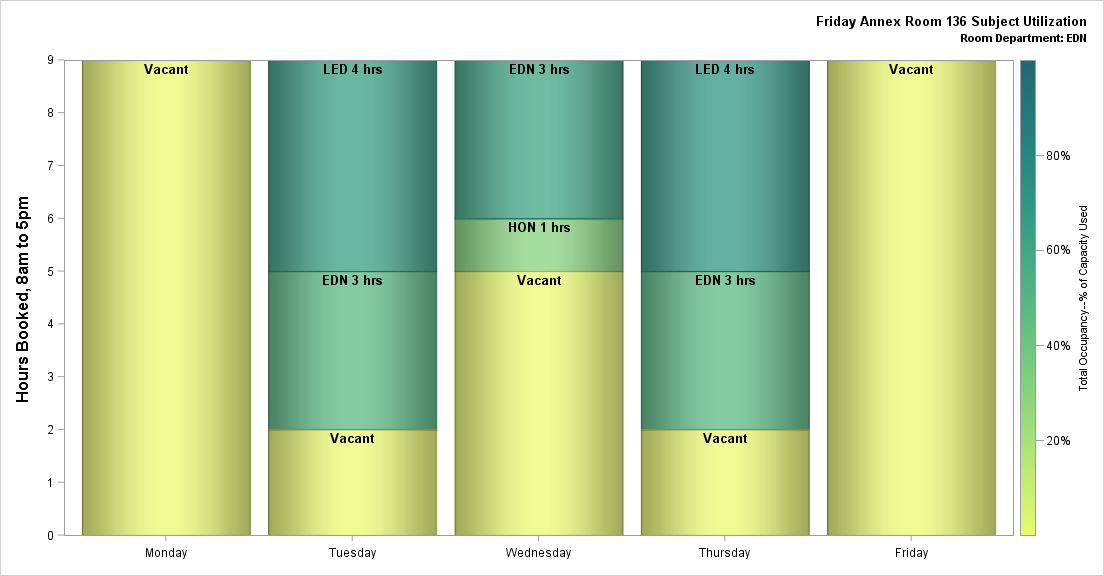 Friday Annex Room 136 Subject Utilization
Room Department: EDN
Hours Booked, 8am to 5pm
9
8
7
6
5
4
3
2
1
0
Vacant
LED 4 hrs
EDN 3 hrs
Vacant
EDN 3 hrs
HON 1 hrs
Vacant
LED 4 hrs
EDN 3 hrs
Vacant
Vacant
Monday
Tuesday
Wednesday
Thursday
Friday
80%
60%
40%
20%
Total Occupancy--% of Capacity Used